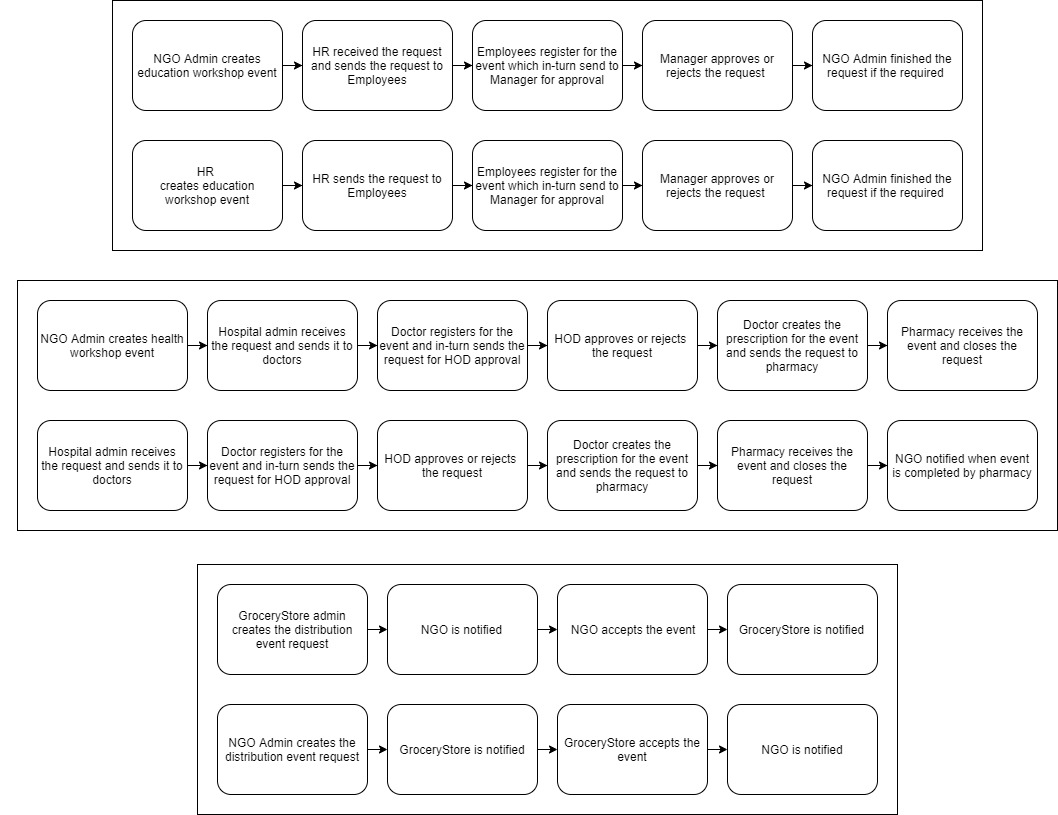 NGO Admin creates
education workshop event
HR received the request
and sends the request to
Employees
Employees register for the
event which in-turn send to
Manager for approval
Manager approves or
rejects the request
NGO Admin finished the
request if the required
HR
creates education
workshop event
HR sends the request to
Employees
Employees register for the
event which in-turn send to
Manager for approval
Manager approves or
rejects the request
NGO Admin finished the
request if the required
NGO Admin creates health
workshop event
Hospital admin receives
the request and sends it to
doctors
Doctor registers for the
event and in-turn sends the
request for HOD approval
HOD approves or rejects
the request
Doctor creates the
prescription for the event
and sends the request to
pharmacy
Pharmacy receives the
event and closes the
request
Hospital admin receives
the request and sends it to
doctors
Doctor registers for the
event and in-turn sends the
request for HOD approval
HOD approves or rejects
the request
Doctor creates the
prescription for the event
and sends the request to
pharmacy
Pharmacy receives the
event and closes the
request
NGO notified when event
is completed by pharmacy
GroceryStore admin
creates the distribution
event request
NGO is notified
NGO accepts the event
GroceryStore is notified
NGO Admin creates the
distribution event request
GroceryStore is notified
GroceryStore accepts the
event
NGO is notified